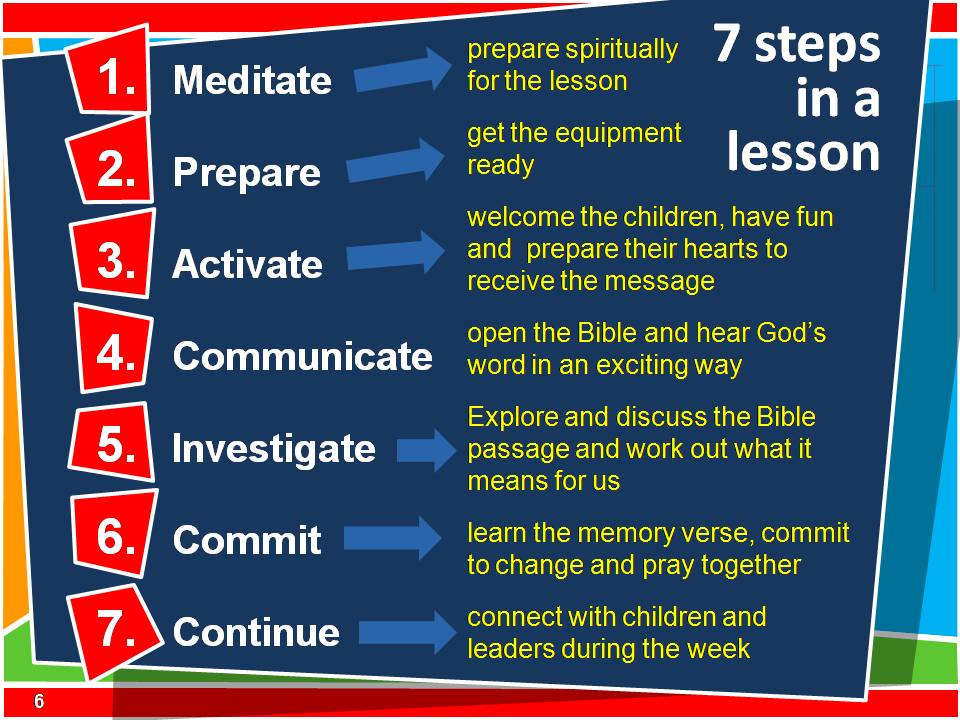 7 steps
in a
lesson
1. Meditate
prepare spiritually
for the lesson
2. Prepare
get the equipment
ready
3. Activate
welcome the children, have fun
and  prepare their hearts to
receive the message
4. Communicate
open the Bible and hear God’s
word in an exciting way
5. Investigate
Explore and discuss the Bible
passage and work out what it
means for us
6. Commit
learn the memory verse, commit
to change and pray together
7. Continue
connect with children and
leaders during the week
6